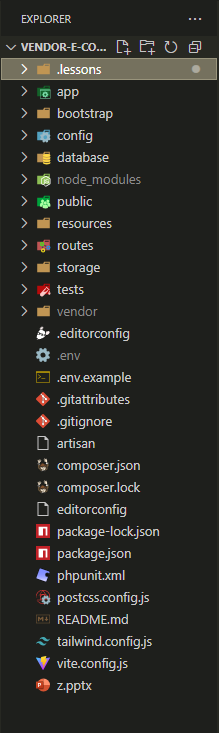 EXPLORER
VENDOR-E-CO...
.lessons
app
bootstrap
config
database
node_modules
public
resources
routes
storage
tests
vendor
.editorconfig
.env
.env.example
.gitattributes
.gitignore
artisan
composer.json
composer.lock
editorconfig
package-lock.json
package.json
phpunit.xml
postcss.config.js
README.md
tailwind.config.js
vite.config.js
z.pptx